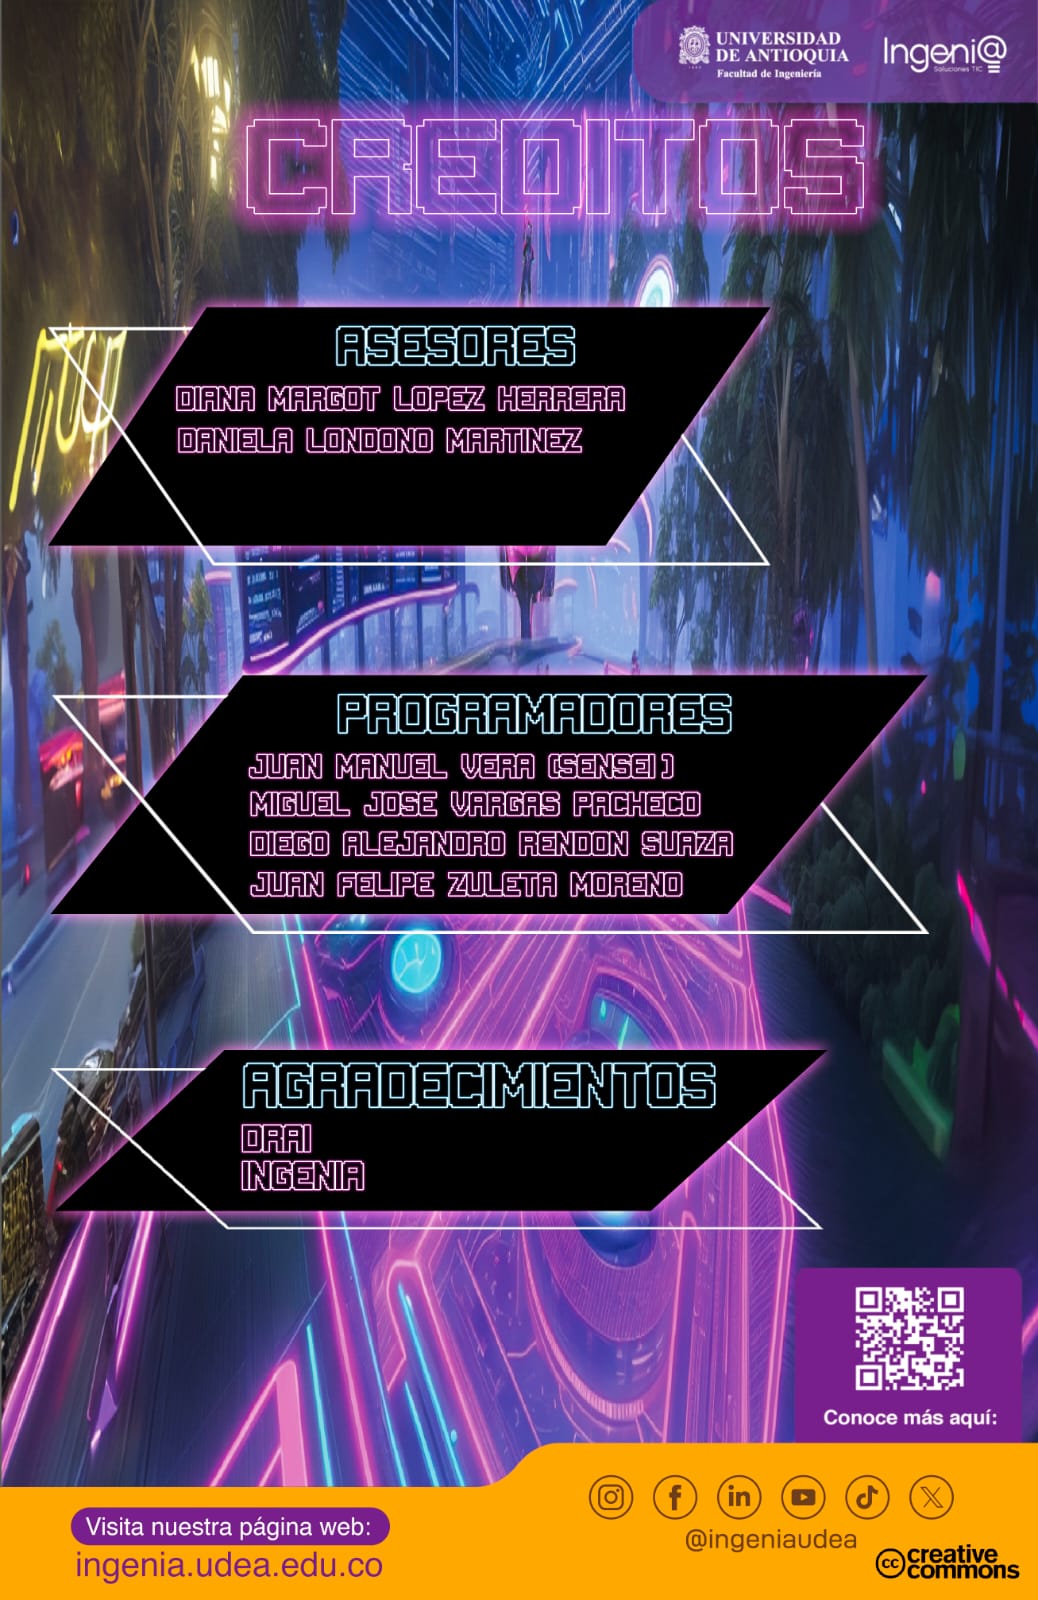 UNIVERSIDAD
DE ANTIOQUIA
Facultad de Ingeniería
Ingeni@
Soluciones TIC
CREDITOS
ASESORES
DIANA MARGOT LOPEZ HERRERA
DANIELA LONDONO MARTINEZ
PROGRAMADORES
JUAN MANUEL VERA (SENSEI)
MIGUEL JOSE VARGAS PACHECO
DIEGO ALEJANDRO RENDON SUAZA
JUAN FELIPE ZULETA MORENO
AGRADECIMIENTOS
DRAI
INGENIA
Conoce más aquí:
Visita nuestra página web:
ingenia.udea.edu.co
@ingeniaudea
cc creative
commons